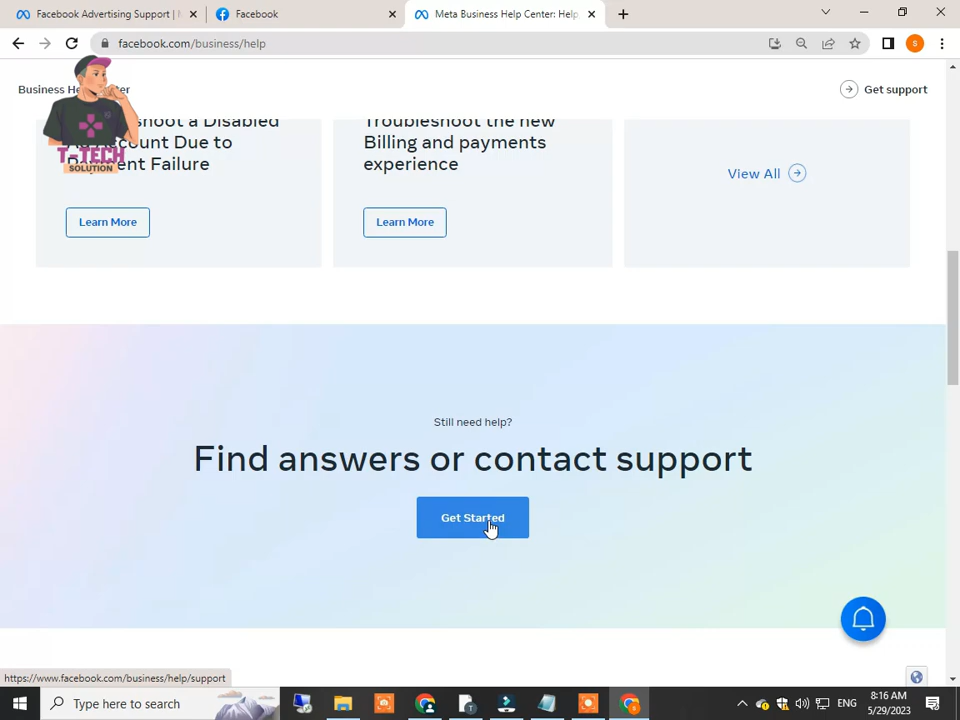 Facebook Advertising Support |
Facebook
Meta Business Help Center: Help
facebook.com/business/help
S
Business He
ter
Get support
shoot a Disabled
Account Due to
ent Failure
T-TECH
SOLUTION
Learn More
Troubleshoot the new
Billing and payments
experience
Learn More
View All
Still need help?
Find answers or contact support
Get Started
https://www.facebook.com/business/help/support
Type here to search
ENG
8:16 AM
5/29/2023